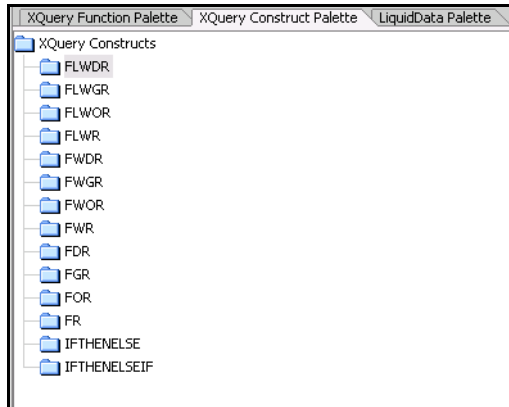 XQuery Function Palette XQuery Construct Palette LiquidData Palette
XQuery Constructs
FLWDR
FLWGR
FLWOR
FLWR
FWDR
FWGR
FWOR
FWR
FDR
FGR
FOR
FR
IFTHENELSE
IFTHENELSEIF